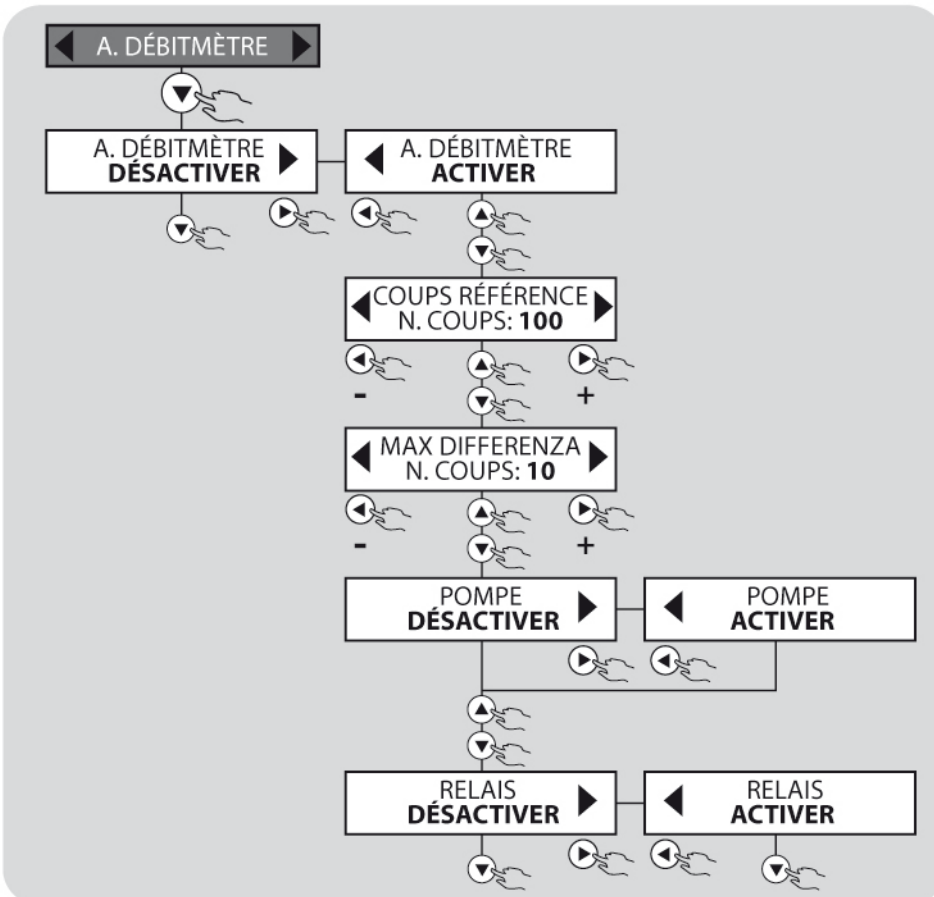 A. DÉBITMÈTRE
A. DÉBITMÈTRE
DÉSACTIVER
A. DÉBITMÈTRE
ACTIVER
COUPS RÉFÉRENCE
N. COUPS: 100
-
+
MAX DIFFERENZA
N. COUPS: 10
-
+
POMPE
DÉSACTIVER
POMPE
ACTIVER
RELAIS
DÉSACTIVER
RELAIS
ACTIVER